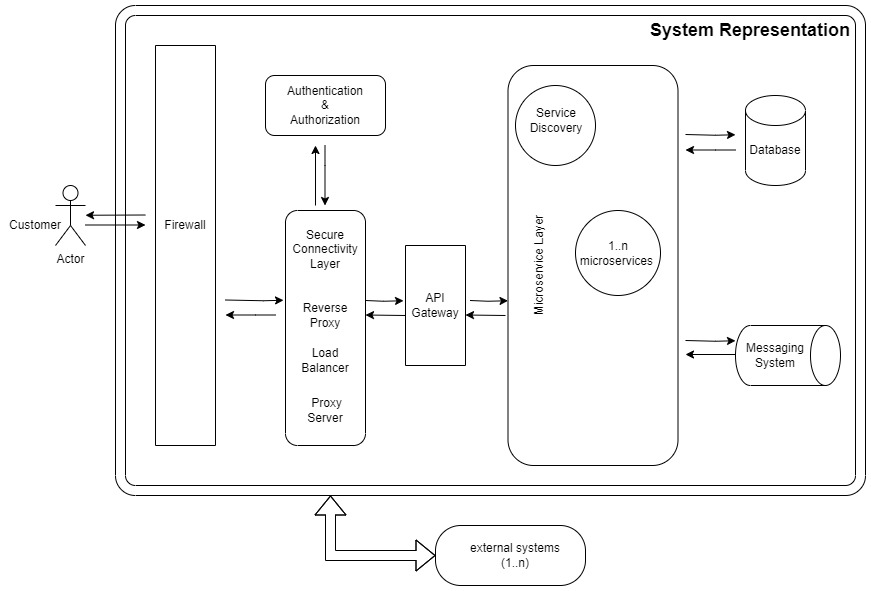 System Representation
Authentication
&
Authorization
Service
Discovery
Database
Customer
Actor
Firewall
Secure
Connectivity
Layer
Reverse
Proxy
Load
Balancer
Proxy
Server
API
Gateway
Microservice Layer
1..n
microservices
Messaging
System
external systems
(1..n)